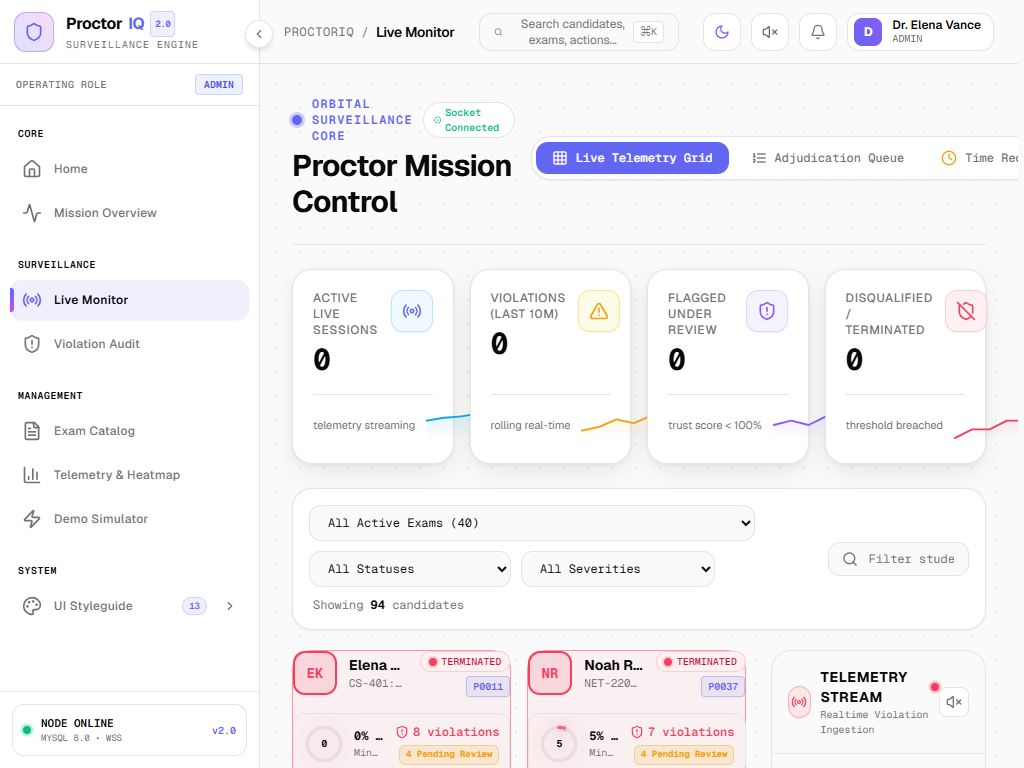 Proctor IQ 2.0
SURVEILLANCE ENGINE
OPERATING ROLE
ADMIN
CORE
Home
Mission Overview
SURVEILLANCE
Live Monitor
Violation Audit
MANAGEMENT
Exam Catalog
Telemetry & Heatmap
Demo Simulator
SYSTEM
UI Styleguide
13
NODE ONLINE
MYSQL 8.0 • WSS
v2.0
PROCTORIQ / Live Monitor
Search candidates,
exams, actions…
⌘K
D
Dr. Elena Vance
ADMIN
ORBITAL
SURVEILLANCE
CORE
Socket
Connected
Proctor Mission
Control
Live Telemetry Grid
Adjudication Queue
Time Rec
ACTIVE
LIVE
SESSIONS
0
telemetry streaming
VIOLATIONS
(LAST 10M)
0
rolling real-time
FLAGGED
UNDER
REVIEW
0
trust score < 100%
DISQUALIFIED
/
TERMINATED
0
threshold breached
All Active Exams (40)
All Statuses
All Severities
Filter stude
Showing 94 candidates
EK
Elena …
CS-401:…
TERMINATED
P0011
0
0% …
Min…
8 violations
4 Pending Review
NR
Noah R…
NET-220…
TERMINATED
P0037
5
5% …
Min…
7 violations
4 Pending Review
TELEMETRY
STREAM
Realtime Violation
Ingestion